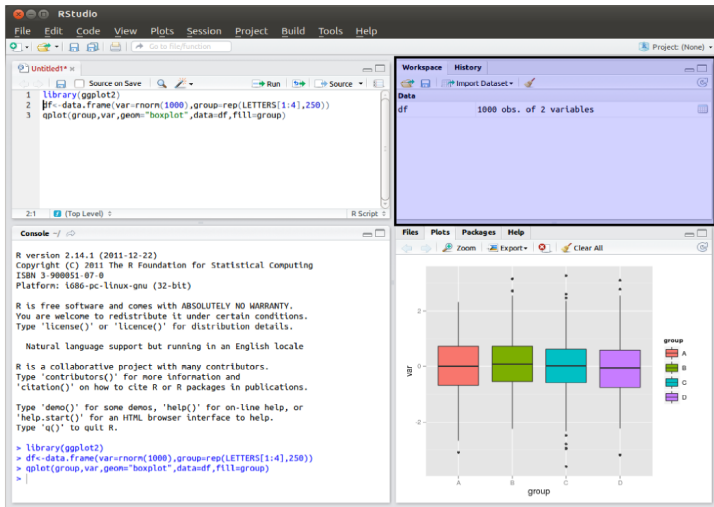 RStudio
File Edit Code View Plots Session Project Build Tools Help
Go to file/function Project: (None)
Untitled1* ×
Source on Save Run Source
1 library(ggplot2)
2 df<-data.frame(var=rnorm(1000),group=rep(LETTERS[1:4],250))
3 qplot(group,var,geom="boxplot",data=df,fill=group)
2:1 (Top Level) R Script
Workspace History
Import Dataset
Data
df 1000 obs. of 2 variables
Console ~/
R version 2.14.1 (2011-12-22)
Copyright (C) 2011 The R Foundation for Statistical Computing
ISBN 3-900051-07-0
Platform: i686-pc-linux-gnu (32-bit)
R is free software and comes with ABSOLUTELY NO WARRANTY.
You are welcome to redistribute it under certain conditions.
Type 'license()' or 'licence()' for distribution details.
Natural language support but running in an English locale
R is a collaborative project with many contributors.
Type 'contributors()' for more information and
'citation()' on how to cite R or R packages in publications.
Type 'demo()' for some demos, 'help()' for on-line help, or
'help.start()' for an HTML browser interface to help.
Type 'q()' to quit R.
> library(ggplot2)
> df<-data.frame(var=rnorm(1000),group=rep(LETTERS[1:4],250))
> qplot(group,var,geom="boxplot",data=df,fill=group)
>
Files Plots Packages Help
Zoom Export Clear All
2
0
-2
var
A B C D
group
group
A
B
C
D